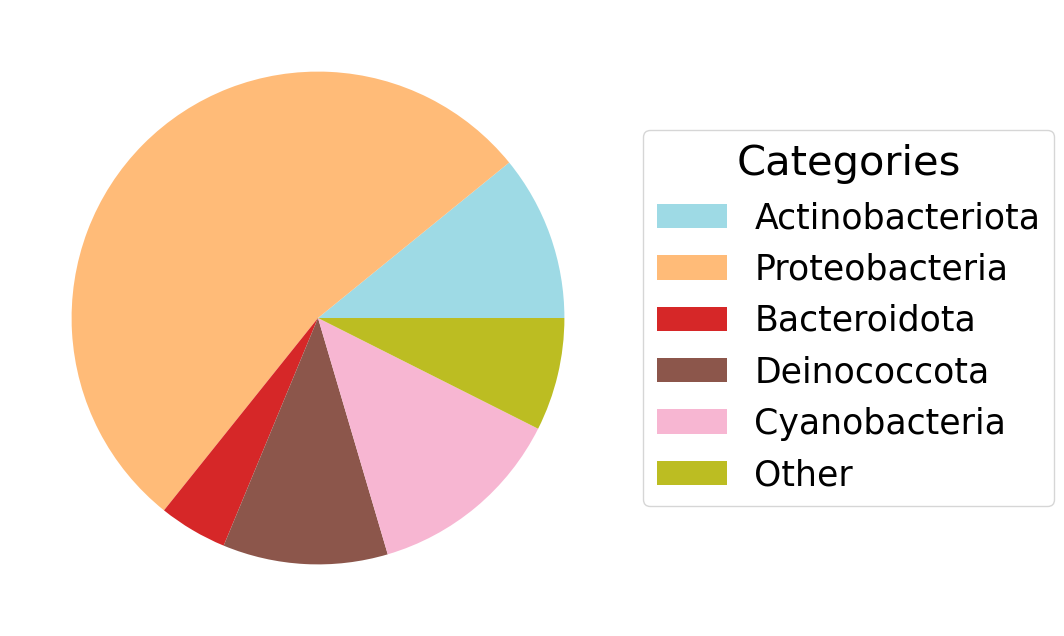 Categories
Actinobacteriota
Proteobacteria
Bacteroidota
Deinococcota
Cyanobacteria
Other